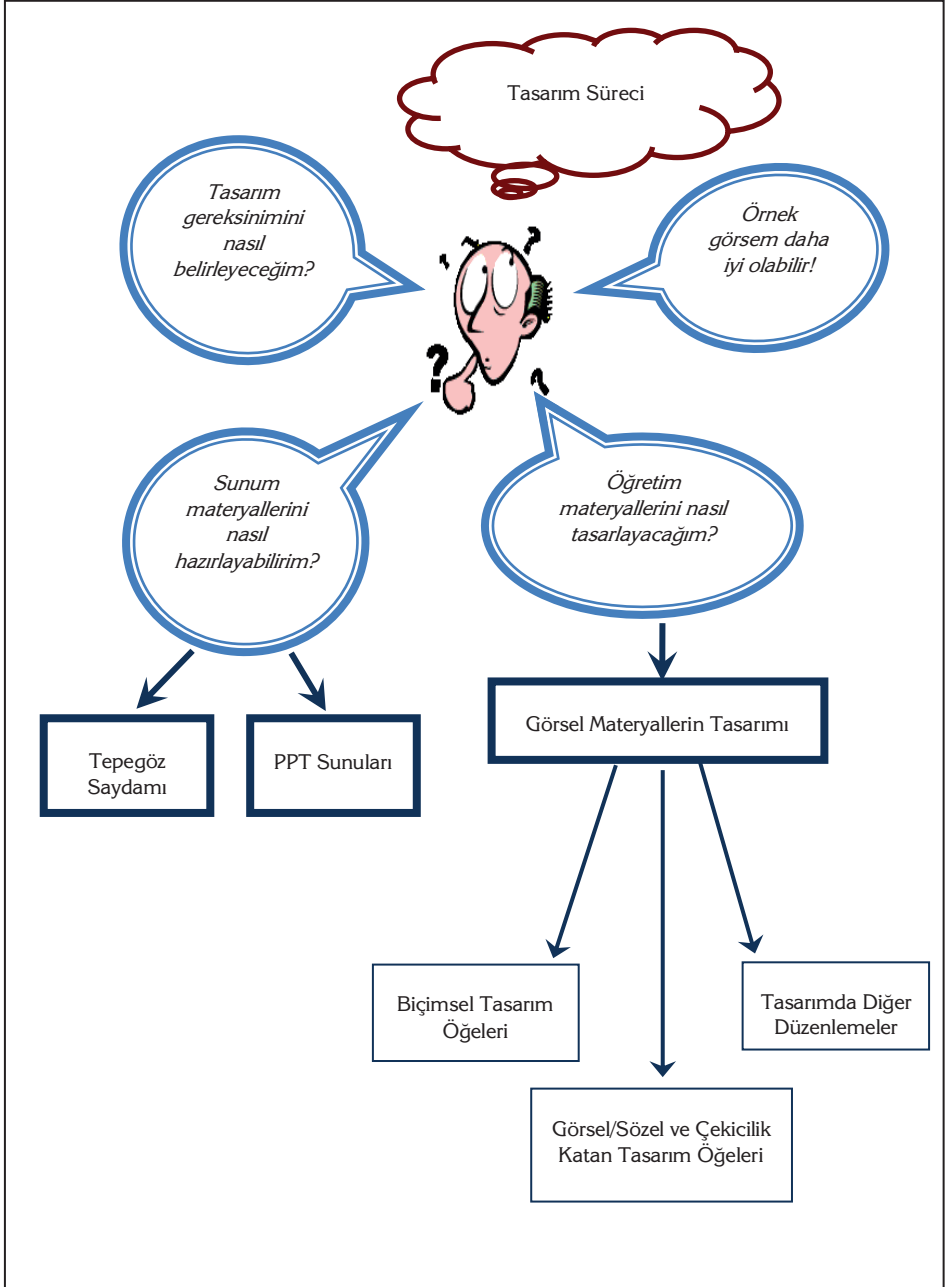 Tasarım Süreci
Tasarım
gereksinimini
nasıl
belirleyeceğim?
Örnek
görsem daha
iyi olabilir!
?
?
?
?
Sunum
materyallerini
nasıl
hazırlayabilirim?
Öğretim
materyallerini nasıl
tasarlayacağım?
Tepegöz
Saydamı
PPT Sunuları
Görsel Materyallerin Tasarımı
Biçimsel Tasarım
Öğeleri
Tasarımda Diğer
Düzenlemeler
Görsel/Sözel ve Çekicilik
Katan Tasarım Öğeleri